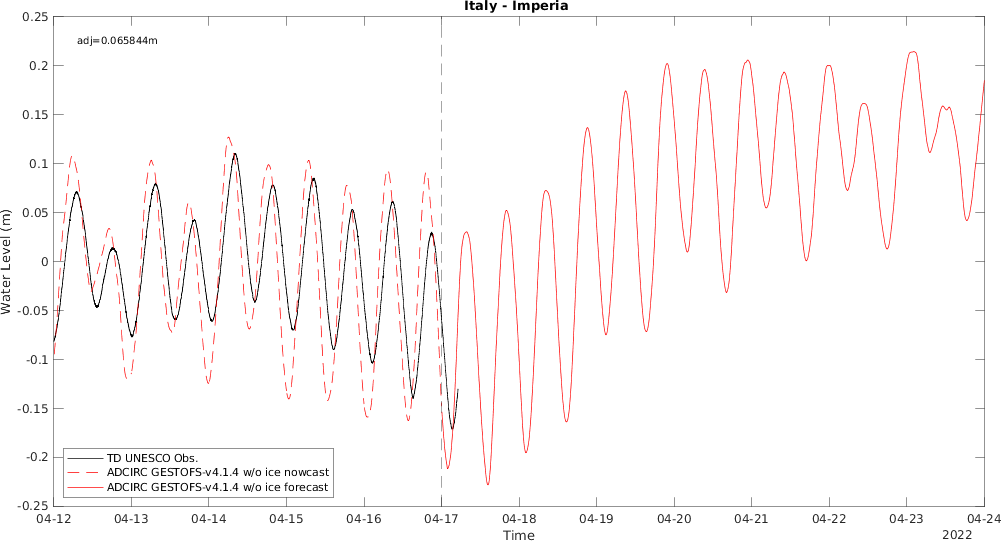 Italy - Imperia
adj=0.065844m
Water Level (m)
0.25
0.2
0.15
0.1
0.05
0
-0.05
-0.1
-0.15
-0.2
-0.25
TD UNESCO Obs.
ADCIRC GESTOFS-v4.1.4 w/o ice nowcast
ADCIRC GESTOFS-v4.1.4 w/o ice forecast
04-12 04-13 04-14 04-15 04-16 04-17 04-18 04-19 04-20 04-21 04-22 04-23 04-24
Time
2022